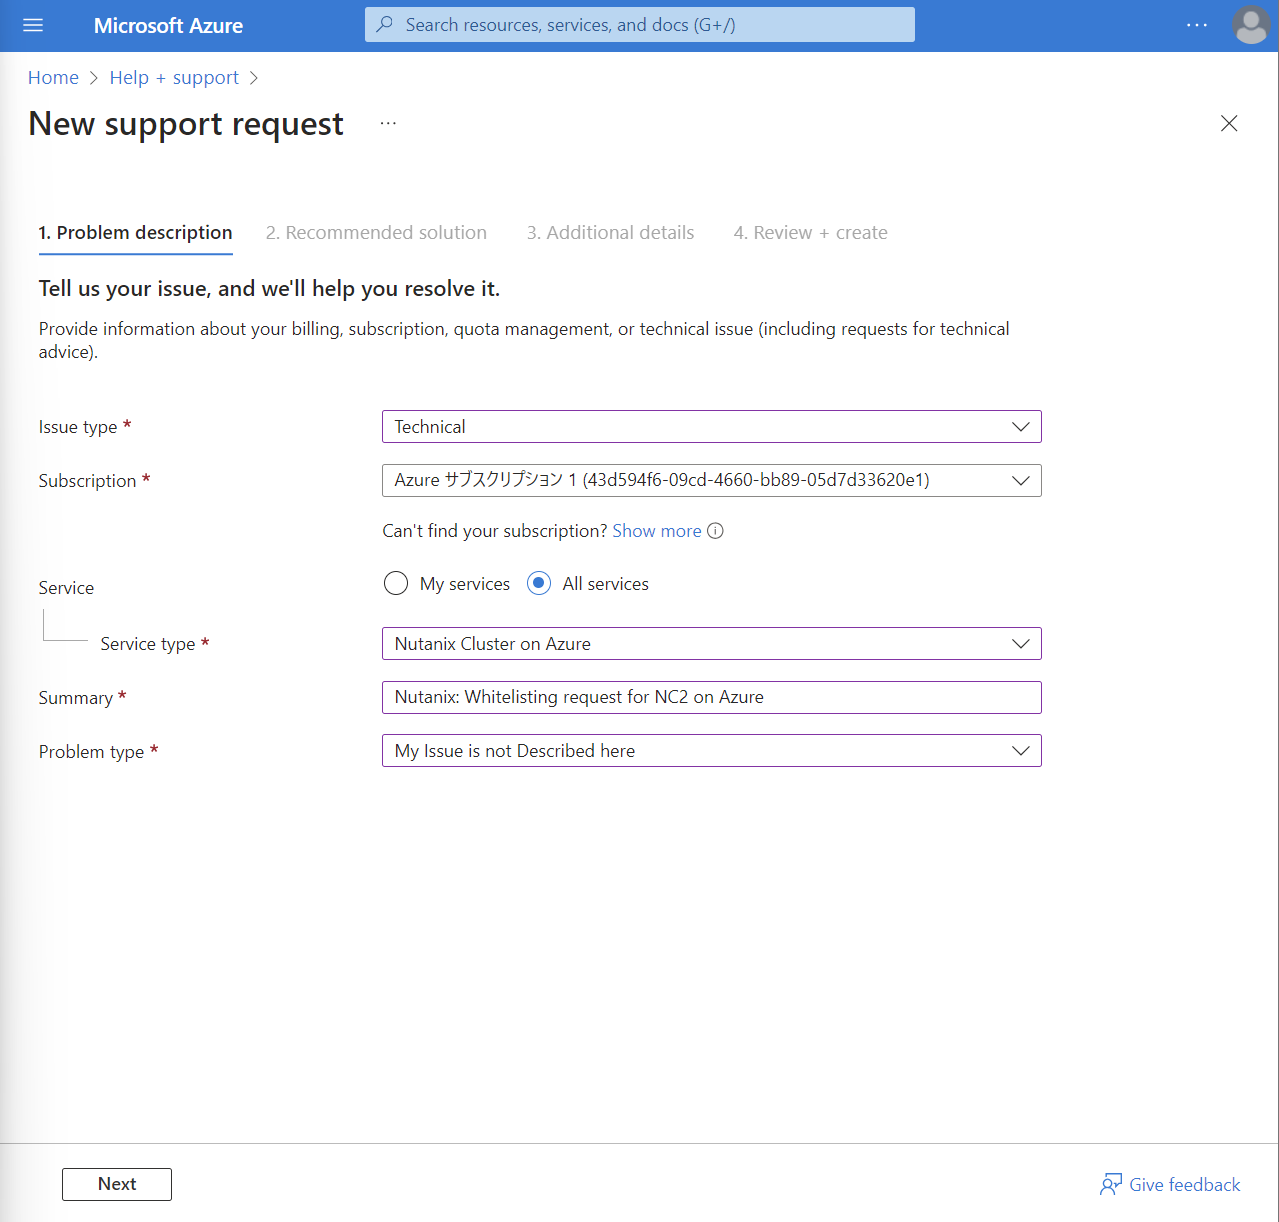 Microsoft Azure
Search resources, services, and docs (G+/)
Home > Help + support >
New support request ...
1. Problem description 2. Recommended solution 3. Additional details 4. Review + create
Tell us your issue, and we'll help you resolve it.
Provide information about your billing, subscription, quota management, or technical issue (including requests for technical
advice).
Issue type * Technical
Subscription * Azure サブスクリプション 1 (43d594f6-09cd-4660-bb89-05d7d33620e1)
Can't find your subscription? Show more
Service My services All services
Service type * Nutanix Cluster on Azure
Summary * Nutanix: Whitelisting request for NC2 on Azure
Problem type * My Issue is not Described here
Next Give feedback